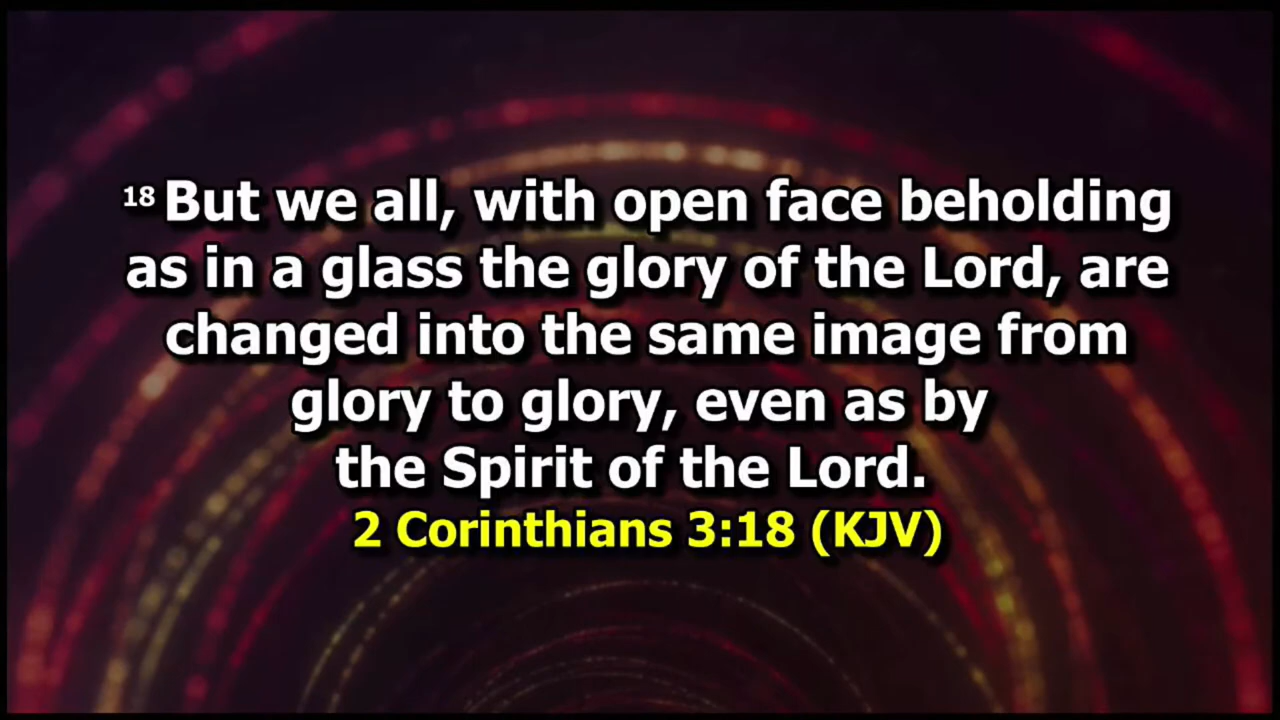 18 But we all, with open face beholding
as in a glass the glory of the Lord, are
changed into the same image from
glory to glory, even as by
the Spirit of the Lord.
2 Corinthians 3:18 (KJV)